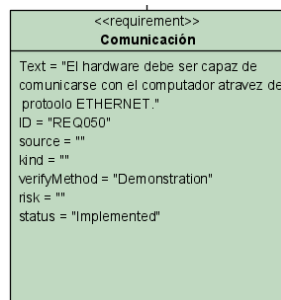 <<requirement>>
Comunicación
Text = "El hardware debe ser capaz de
comunicarse con el computador atravez de
protoolo ETHERNET."
ID = "REQ050"
source = ""
kind = ""
verifyMethod = "Demonstration"
risk = ""
status = "Implemented"